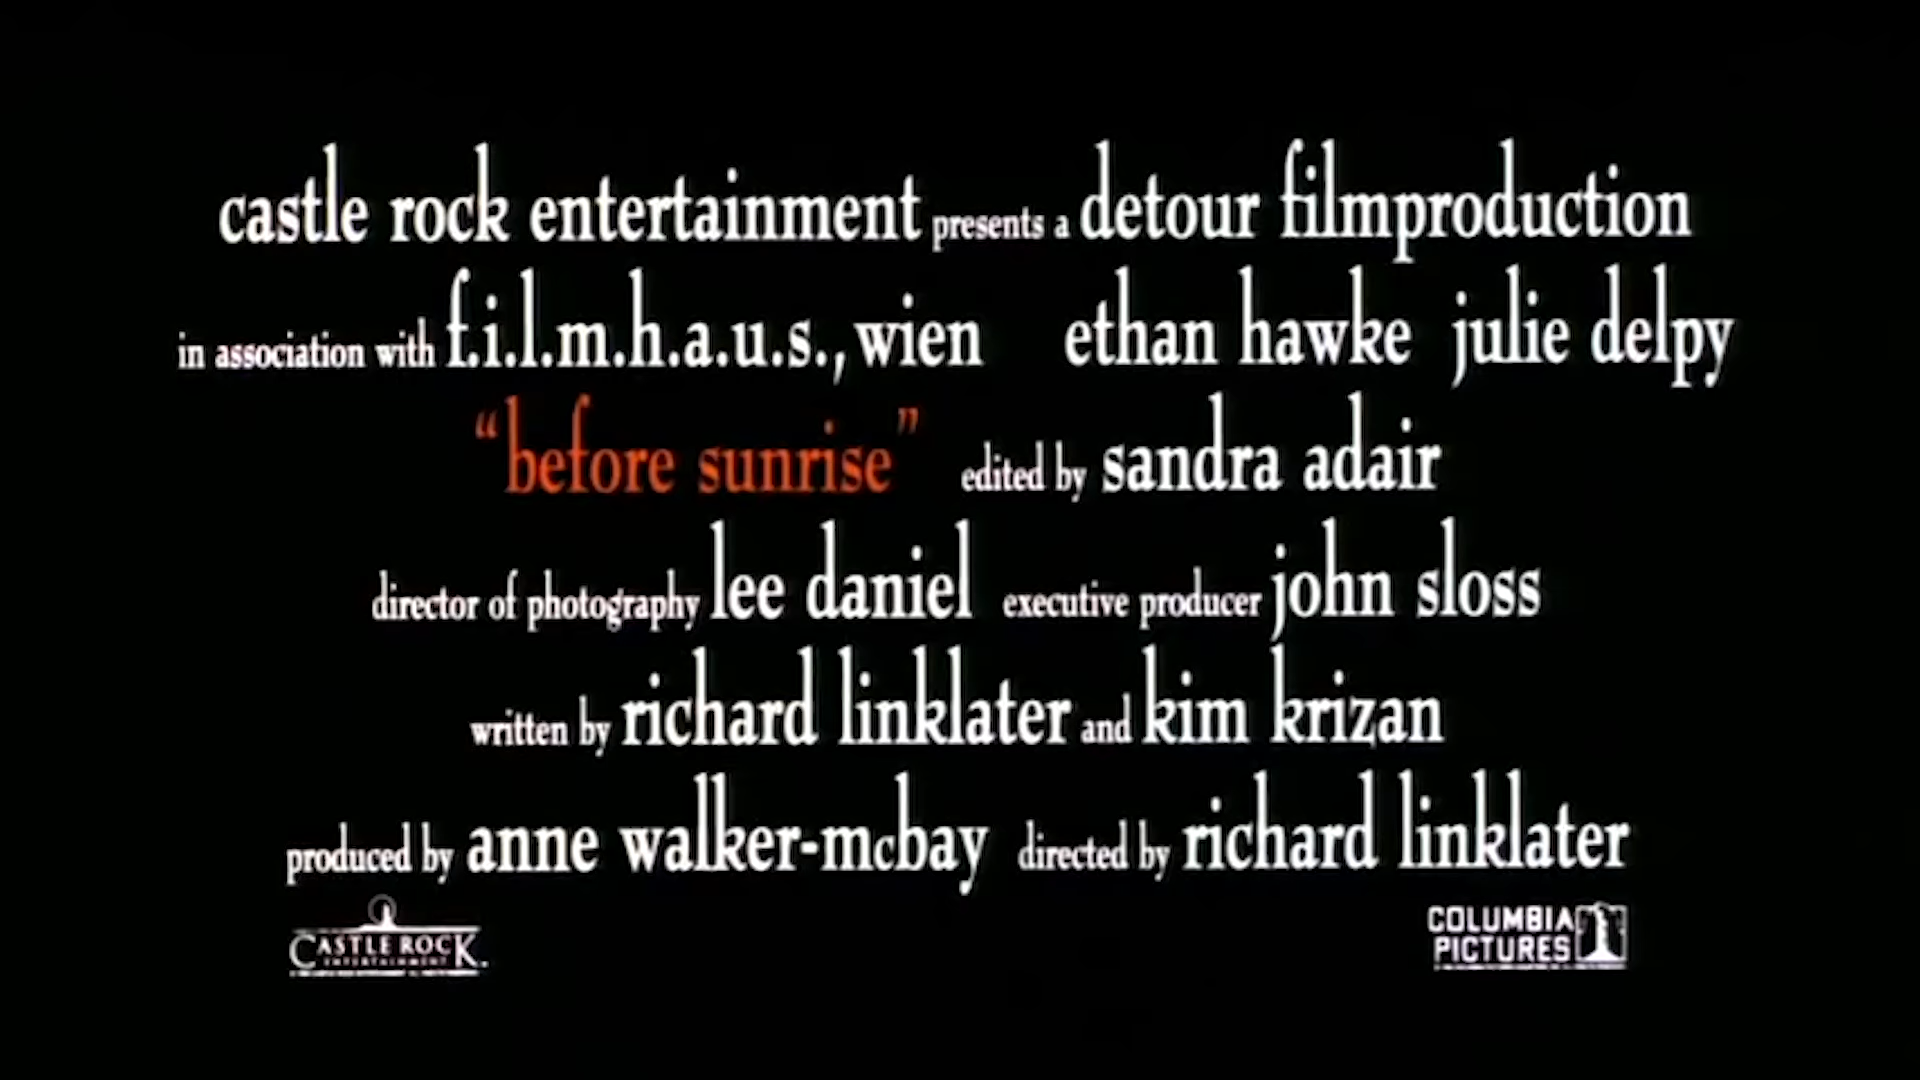 castle rock entertainment presents a detour filmproduction
in association with f.i.l.m.h.a.u.s., wien ethan hawke julie delpy
"before sunrise" edited by sandra adair
director of photography lee daniel executive producer john sloss
written by richard linklater and kim krizan
produced by anne walker-mcbay directed by richard linklater
CASTLE ROCK
ENTERTAINMENT
COLUMBIA
PICTURES